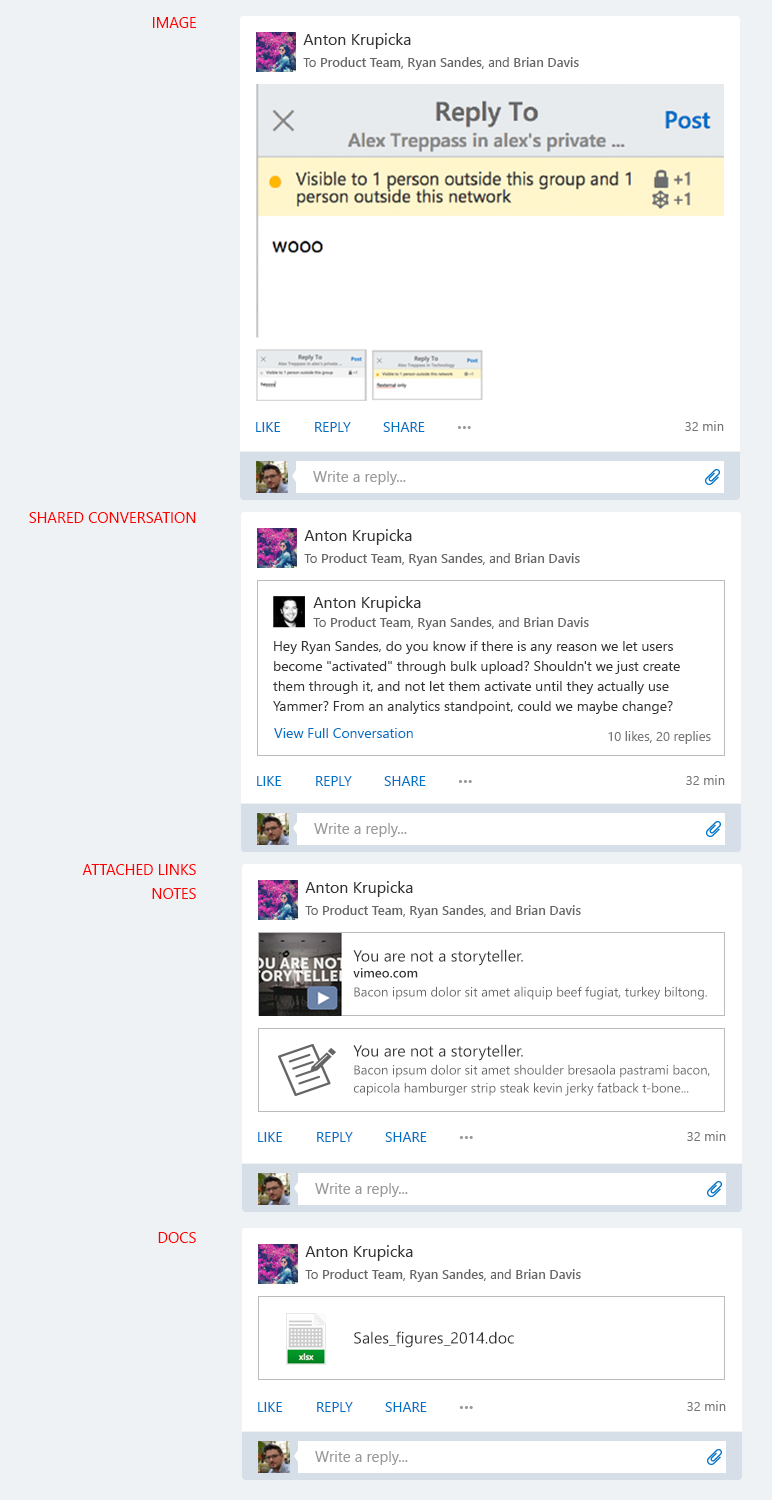 IMAGE
Anton Krupicka
To Product Team, Ryan Sandes, and Brian Davis
Reply To
Post
Alex Treppass in alex's private ...
Visible to 1 person outside this group and 1
person outside this network
+1
+1
wooo
Reply To
Post
Alex Treppass in alex's private ...
Visible to 1 person outside this group
+1
heyooo
Reply To
Post
Alex Treppass in Technology
Visible to 1 person outside this network
+1
flexternal only
LIKE REPLY SHARE ••• 32 min
Write a reply...
SHARED CONVERSATION
Anton Krupicka
To Product Team, Ryan Sandes, and Brian Davis
Anton Krupicka
To Product Team, Ryan Sandes, and Brian Davis
Hey Ryan Sandes, do you know if there is any reason we let users
become "activated" through bulk upload? Shouldn't we just create
them through it, and not let them activate until they actually use
Yammer? From an analytics standpoint, could we maybe change?
View Full Conversation 10 likes, 20 replies
LIKE REPLY SHARE ••• 32 min
Write a reply...
ATTACHED LINKS
NOTES
Anton Krupicka
To Product Team, Ryan Sandes, and Brian Davis
YOU ARE NOT
STORYTELLER
You are not a storyteller.
vimeo.com
Bacon ipsum dolor sit amet aliquip beef fugiat, turkey biltong.
You are not a storyteller.
Bacon ipsum dolor sit amet shoulder bresaola pastrami bacon,
capicola hamburger strip steak kevin jerky fatback t-bone...
LIKE REPLY SHARE ••• 32 min
Write a reply...
DOCS
Anton Krupicka
To Product Team, Ryan Sandes, and Brian Davis
xlsx
Sales_figures_2014.doc
LIKE REPLY SHARE ••• 32 min
Write a reply...